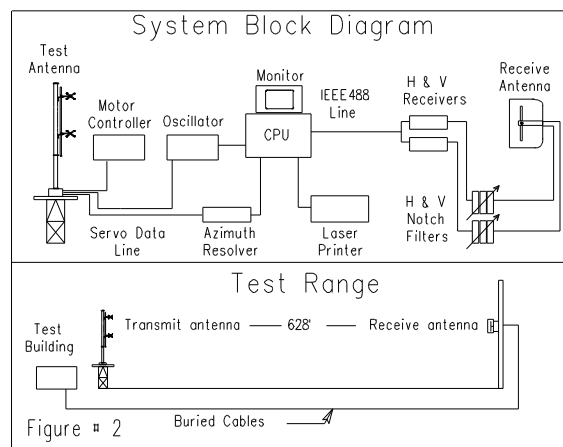 System Block Diagram
Test
Antenna
Motor
Controller
Oscillator
Monitor
CPU
IEEE488
Line
H & V
Receivers
Receive
Antenna
Servo Data
Line
Azimuth
Resolver
Laser
Printer
H & V
Notch
Filters
Test Range
Test
Building
Transmit antenna — 628' — Receive antenna
Buried Cables
Figure # 2